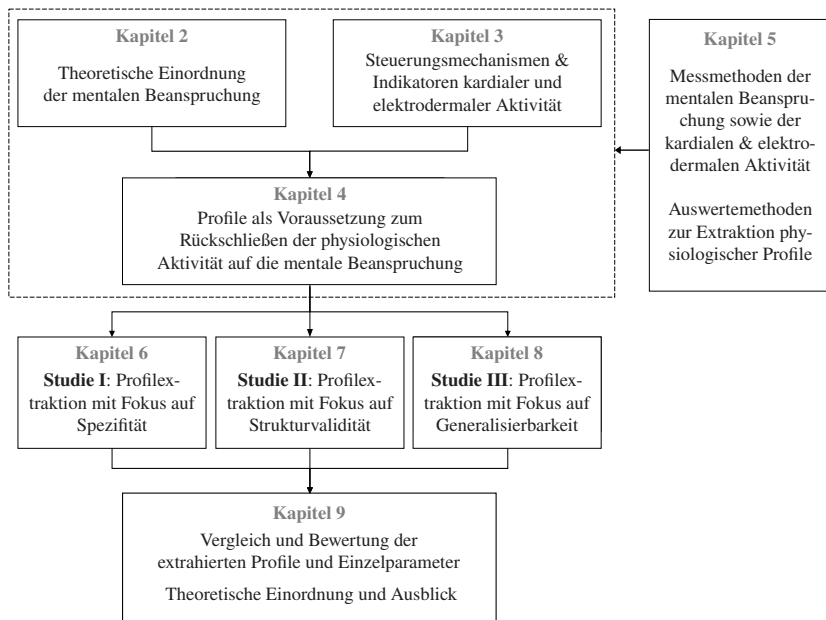 Kapitel 2
Theoretische Einordnung
der mentalen Beanspruchung
Kapitel 3
Steuerungsmechanismen &
Indikatoren kardialer und
elektrodermaler Aktivität
Kapitel 5
Messmethoden der
mentalen Beanspru-
chung sowie der
kardialen & elektro-
dermalen Aktivität
Auswertemethoden
zur Extraktion phy-
siologischer Profile
Kapitel 4
Profile als Voraussetzung zum
Rückschließen der physiologischen
Aktivität auf die mentale Beanspruchung
Kapitel 6
Studie I: Profilex-
traktion mit Fokus auf
Spezifität
Kapitel 7
Studie II: Profilex-
traktion mit Fokus auf
Strukturvalidität
Kapitel 8
Studie III: Profilex-
traktion mit Fokus auf
Generalisierbarkeit
Kapitel 9
Vergleich und Bewertung der
extrahierten Profile und Einzelparameter
Theoretische Einordnung und Ausblick